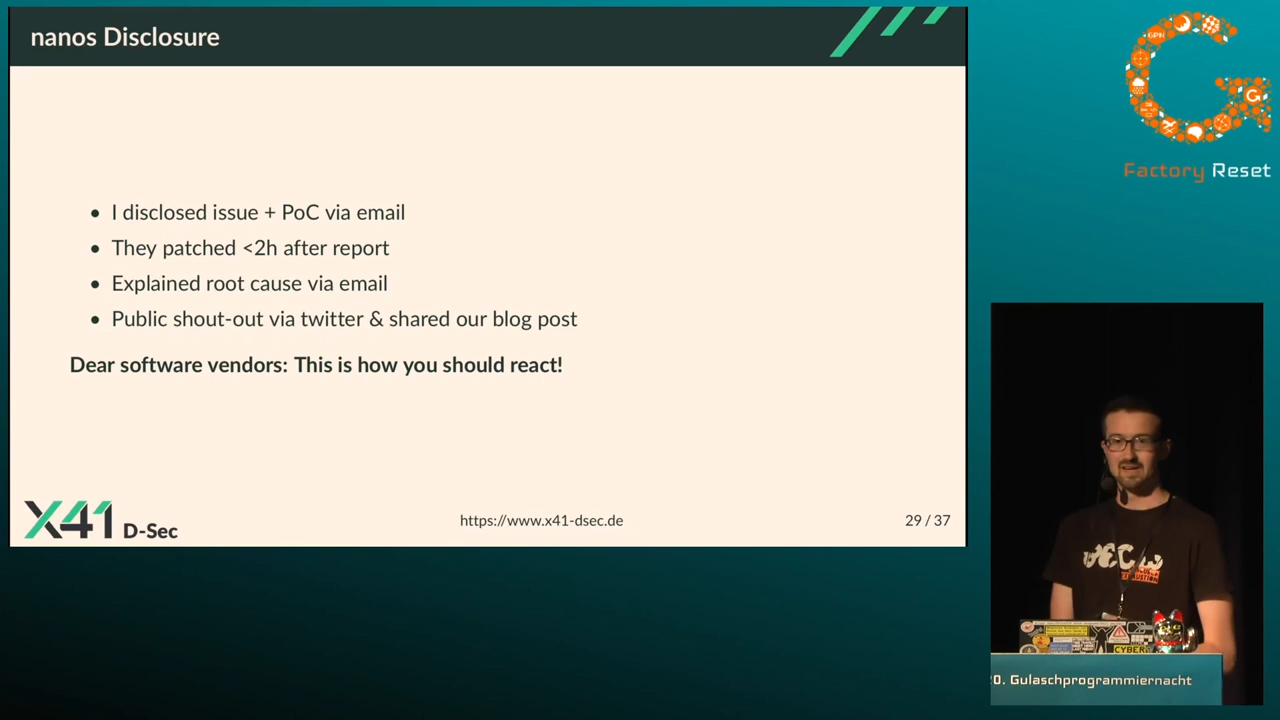 nanos Disclosure
GPN
Factory Reset
• I disclosed issue + PoC via email
• They patched <2h after report
• Explained root cause via email
• Public shout-out via twitter & shared our blog post
Dear software vendors: This is how you should react!
X41 D-Sec
https://www.x41-dsec.de
29 / 37
CYBER
0. Gulaschprogrammiernacht